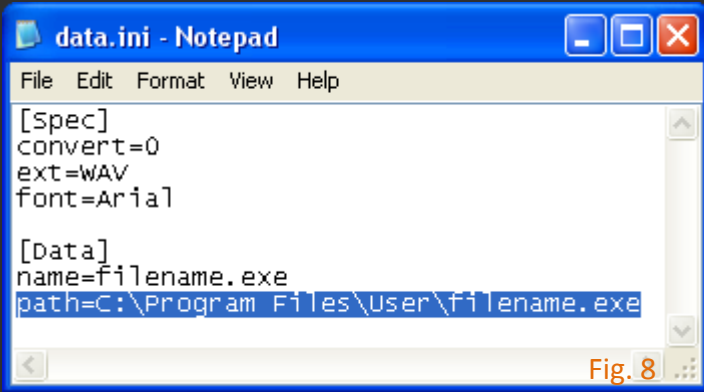 data.ini - Notepad
File Edit Format View Help
[Spec]
convert=0
ext=WAV
font=Arial
[Data]
name=filename.exe
path=C:\Program Files\User\filename.exe
Fig. 8